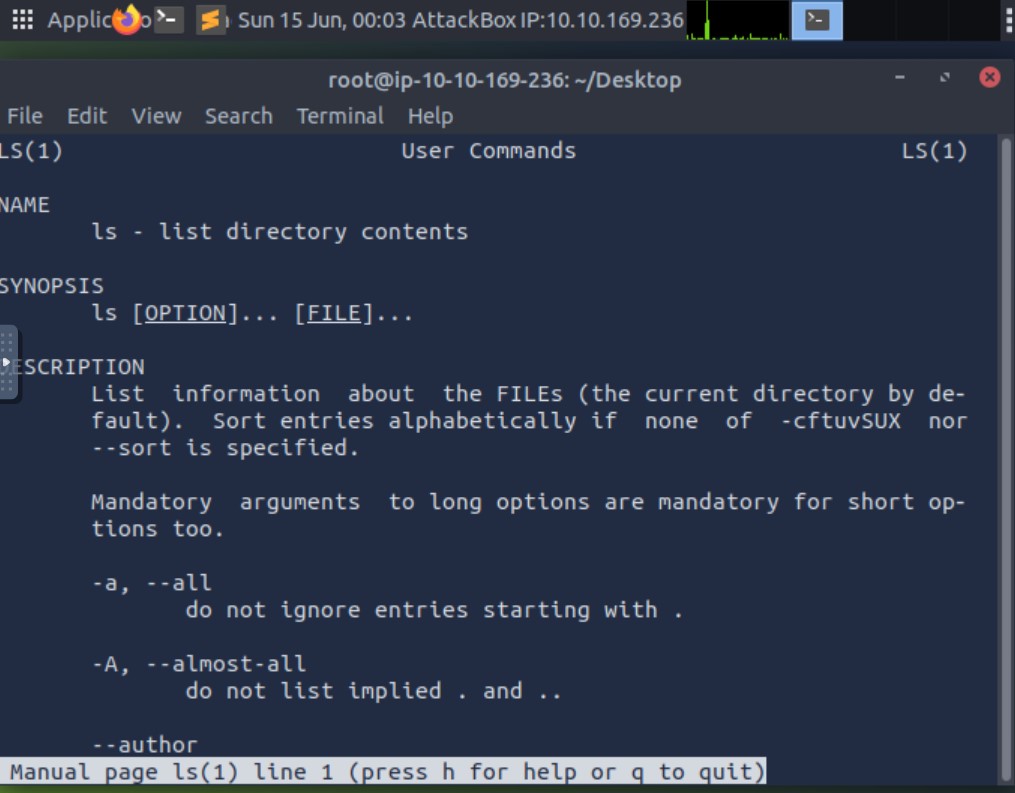 Sun 15 Jun, 00:03 AttackBox IP:10.10.169.236
root@ip-10-10-169-236: ~/Desktop
File Edit View Search Terminal Help
LS(1) User Commands LS(1)
NAME
ls - list directory contents
SYNOPSIS
ls [OPTION]... [FILE]...
ESCRIPTION
List information about the FILEs (the current directory by de-
fault). Sort entries alphabetically if none of -cftuvSUX nor
--sort is specified.
Mandatory arguments to long options are mandatory for short op-
tions too.
-a, --all
do not ignore entries starting with .
-A, --almost-all
do not list implied . and ..
--author
Manual page ls(1) line 1 (press h for help or q to quit)